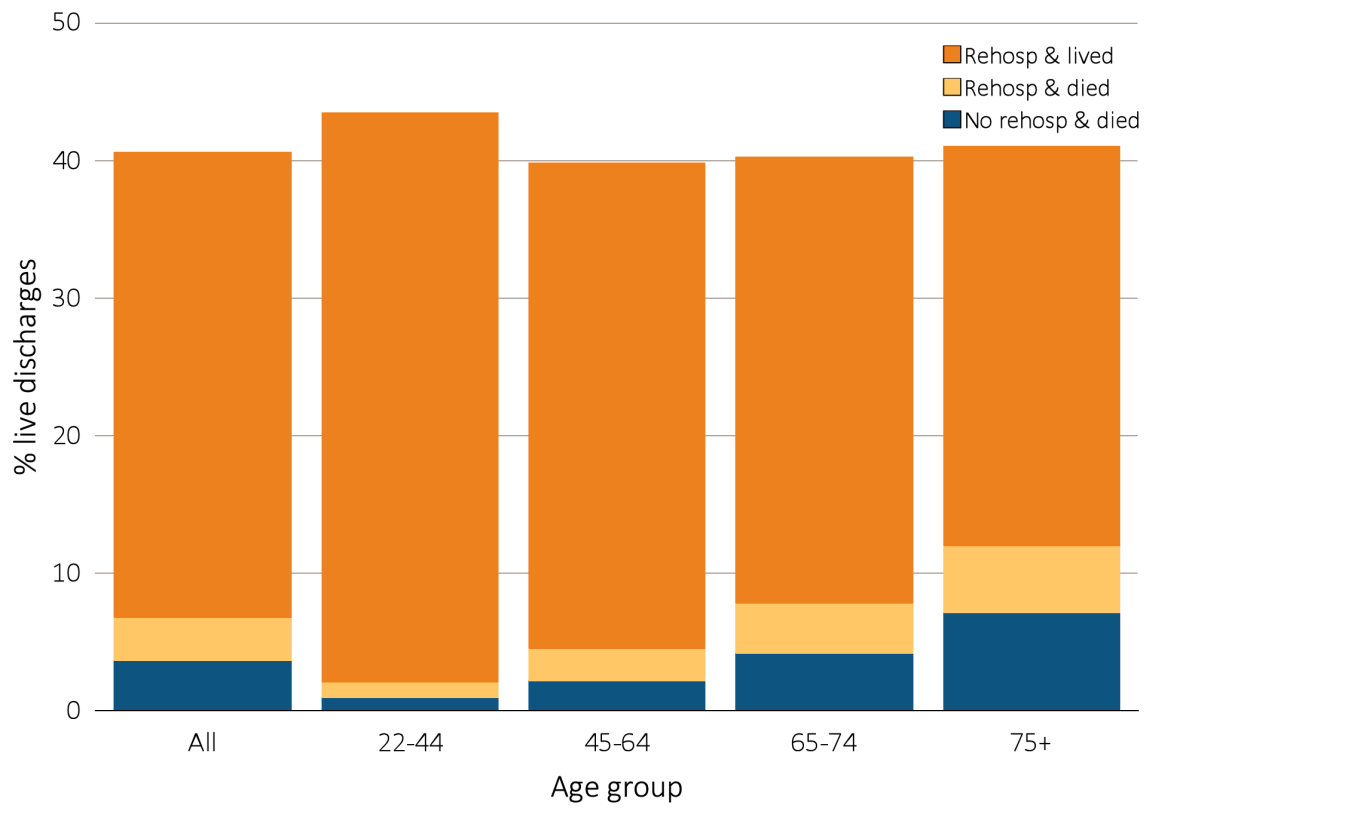 50
Rehosp & lived
Rehosp & died
No rehosp & died
40
30
20
10
0
% live discharges
All 22-44 45-64 65-74 75+
Age group